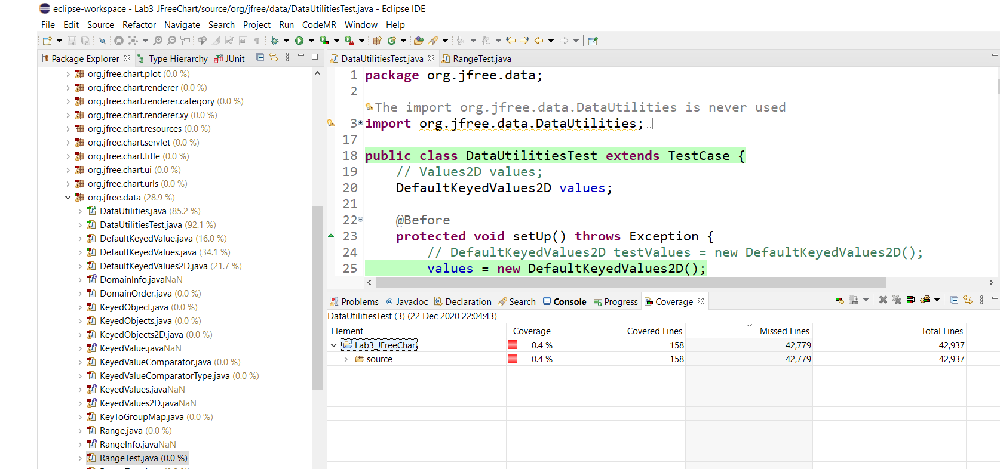 eclipse-workspace - Lab3_JFreeChart/source/org/jfree/data/DataUtilitiesTest.java - Eclipse IDE
File Edit Source Refactor Navigate Search Project Run CodeMR Window Help
Package Explorer Type Hierarchy JUnit
org.jfree.chart.plot (0.0 %)
org.jfree.chart.renderer (0.0 %)
org.jfree.chart.renderer.category (0.0 %)
org.jfree.chart.renderer.xy (0.0 %)
org.jfree.chart.resources (0.0 %)
org.jfree.chart.servlet (0.0 %)
org.jfree.chart.title (0.0 %)
org.jfree.chart.ui (0.0 %)
org.jfree.chart.urls (0.0 %)
org.jfree.data (28.9 %)
DataUtilities.java (85.2 %)
DataUtilitiesTest.java (92.1 %)
DefaultKeyedValue.java (16.0 %)
DefaultKeyedValues.java (34.1 %)
DefaultKeyedValues2D.java (21.7 %)
DomainInfo.javaNaN
DomainOrder.java (0.0 %)
KeyedObject.java (0.0 %)
KeyedObjects.java (0.0 %)
KeyedObjects2D.java (0.0 %)
KeyedValue.javaNaN
KeyedValueComparator.java (0.0 %)
KeyedValueComparatorType.java (0.0 %)
KeyedValues.javaNaN
KeyedValues2D.javaNaN
KeyToGroupMap.java (0.0 %)
Range.java (0.0 %)
RangeInfo.javaNaN
RangeTest.java (0.0 %)
DataUtilitiesTest.java RangeTest.java
1 package org.jfree.data;
2
The import org.jfree.data.DataUtilities is never used
3 import org.jfree.data.DataUtilities;
17
18 public class DataUtilitiesTest extends TestCase {
19 // Values2D values;
20 DefaultKeyedValues2D values;
21
22 @Before
23 protected void setUp() throws Exception {
24 // DefaultKeyedValues2D testValues = new DefaultKeyedValues2D();
25 values = new DefaultKeyedValues2D();
Problems @ Javadoc Declaration Search Console Progress Coverage
DataUtilitiesTest (3) (22 Dec 2020 22:04:43)
Element Coverage Covered Lines Missed Lines Total Lines
Lab3_JFreeChart 0.4 % 158 42,779 42,937
source 0.4 % 158 42,779 42,937